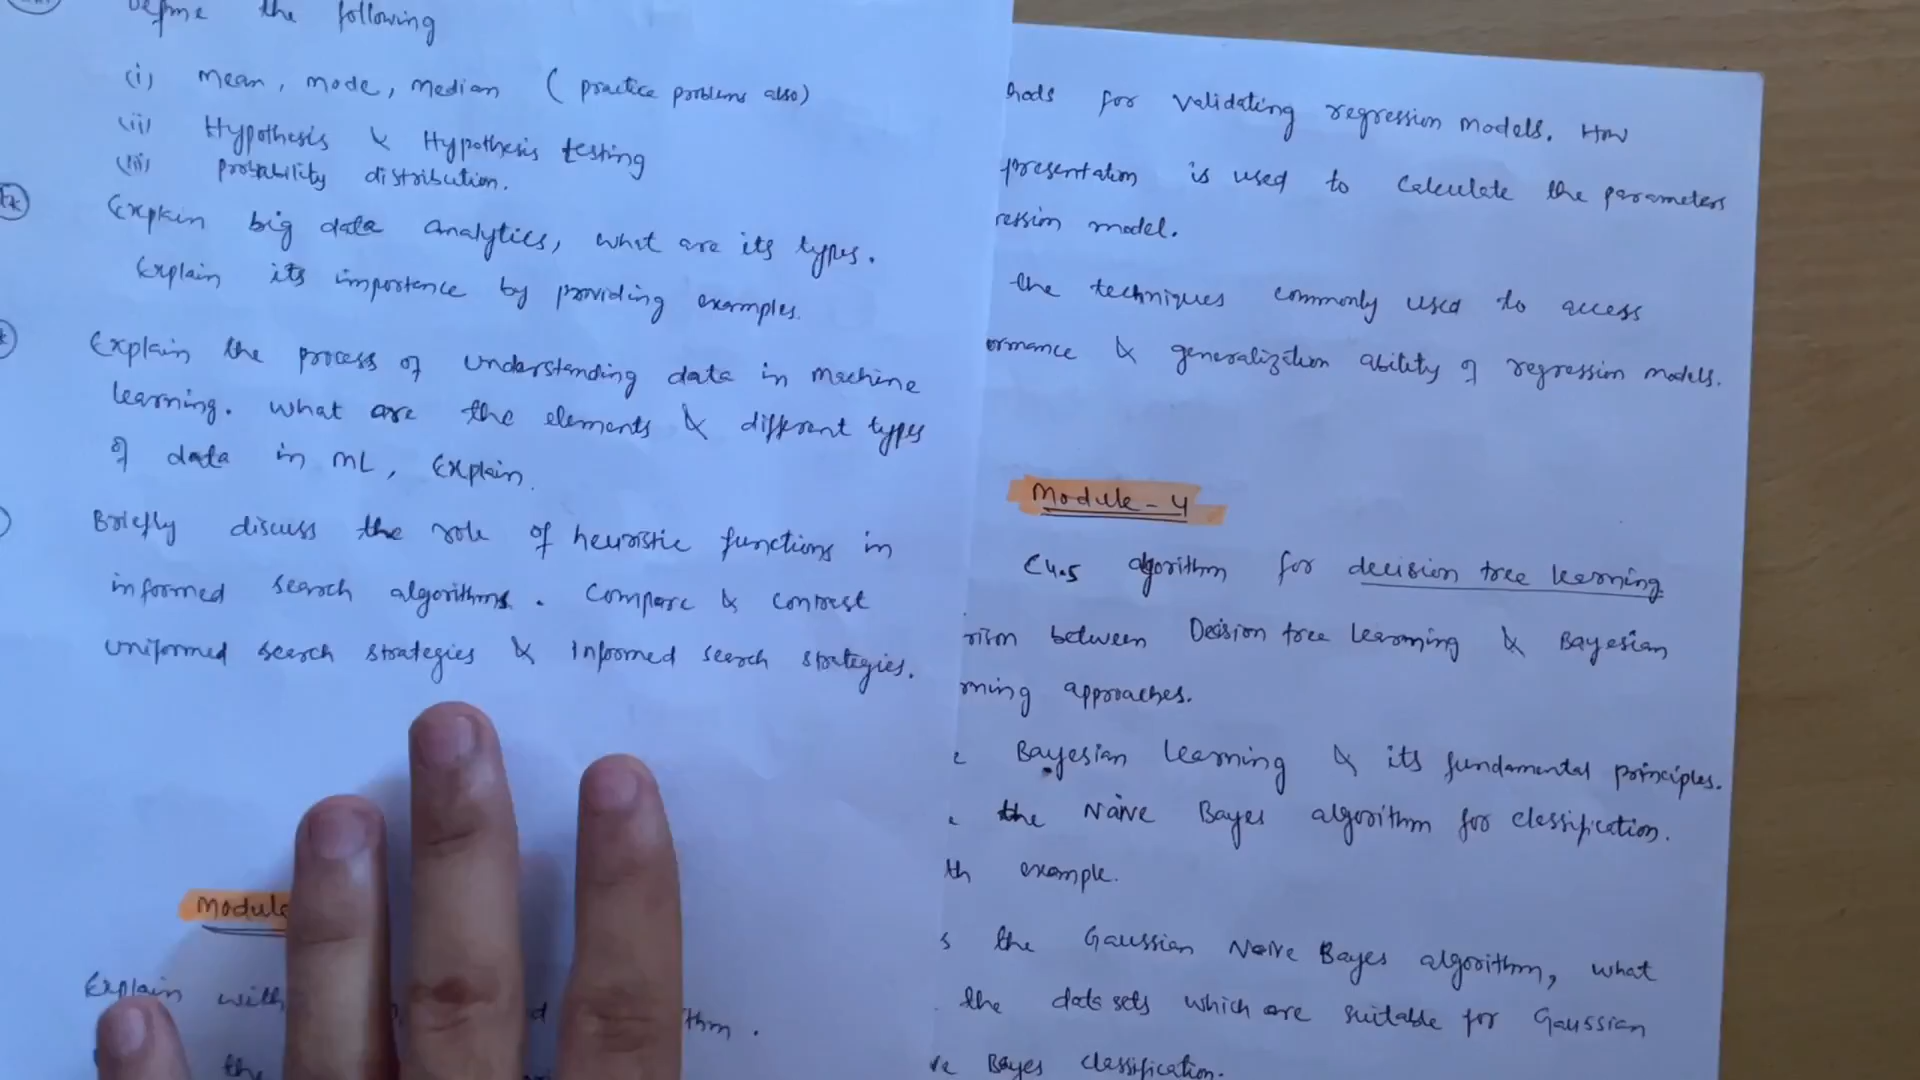 Define the following
(i) Mean, mode, Median ( practice problems also)
(ii) Hypothesis & Hypothesis testing
(iii) probability distribution.
Explain big data analytics, what are its types.
Explain its importance by providing examples.
Explain the process of understanding data in Machine
learning. What are the elements & different types
of data in ML, Explain.
Briefly discuss the role of heuristic functions in
informed search algorithms. Compare & contrast
uniformed search strategies & Informed search strategies.
Module
Explain with
thm.
the
hods for validating regression models. How
presentation is used to calculate the parameters
ression model.
the techniques commonly used to access
ormance & generalization ability of regression models.
Module - 4
C4.5 algorithm for decision tree learning.
rison between Decision tree learning & Bayesian
rning approaches.
Bayesian learning & its fundamental principles.
the Naive Bayes algorithm for classification.
th example.
s the Gaussian Naive Bayes algorithm, what
the data sets which are suitable for Gaussian
ve Bayes classification.